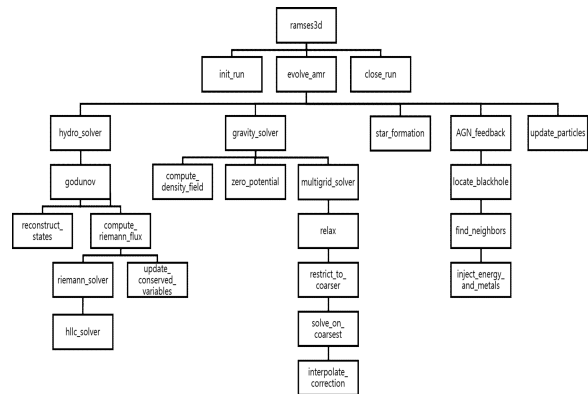 ramses3d
init_run
evolve_amr
close_run
hydro_solver
gravity_solver
star_formation
AGN_feedback
update_particles
godunov
compute_
density_field
zero_potential
multigrid_solver
locate_blackhole
reconstruct_
states
compute_
riemann_flux
relax
find_neighbors
riemann_solver
update_
conserved_
variables
restrict_to_
coarser
inject_energy_
and_metals
hllc_solver
solve_on_
coarsest
interpolate_
correction